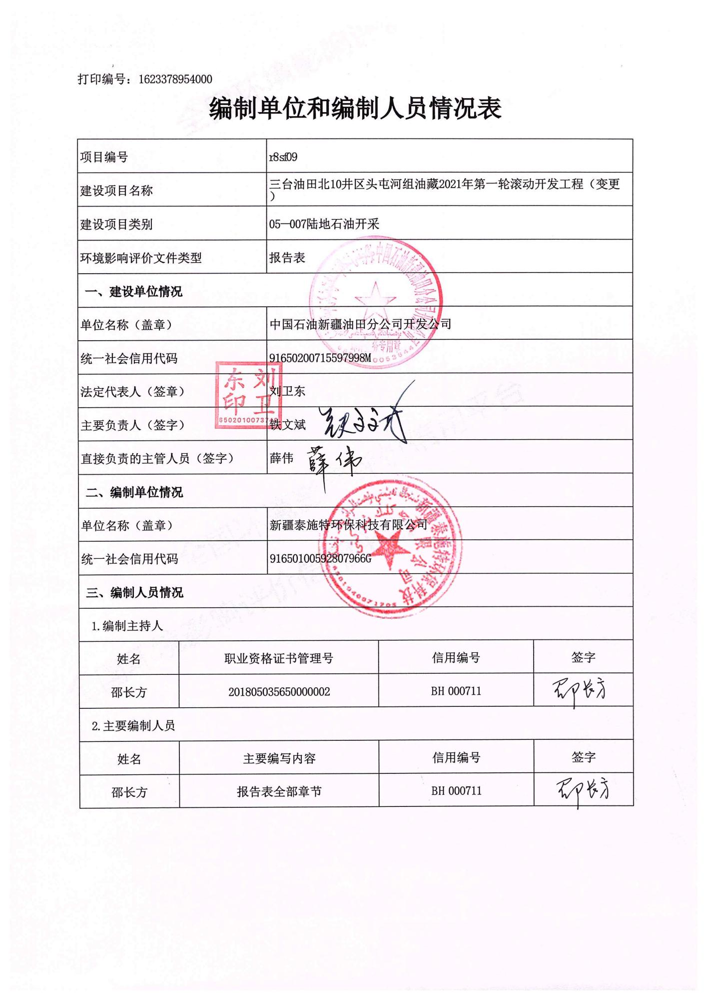 打印编号：1623378954000
编制单位和编制人员情况表
项目编号 r8sf09
建设项目名称 三台油田北10井区头屯河组油藏2021年第一轮滚动开发工程（变更
）
建设项目类别 05—007陆地石油开采
环境影响评价文件类型 报告表
一、建设单位情况
单位名称（盖章） 中国石油新疆油田分公司开发公司
统一社会信用代码 91650200715597998M
法定代表人（签章） 刘卫东
刘卫东印
主要负责人（签字） 铁文斌 铁文斌
直接负责的主管人员（签字） 薛伟 薛伟
二、编制单位情况
单位名称（盖章） 新疆泰施特环保科技有限公司
新疆泰施特环保科技有限公司
统一社会信用代码 91650100592807966G
三、编制人员情况
1.编制主持人
姓名 职业资格证书管理号 信用编号 签字
邵长方 201805035650000002 BH 000711 邵长方
2.主要编制人员
姓名 主要编写内容 信用编号 签字
邵长方 报告表全部章节 BH 000711 邵长方